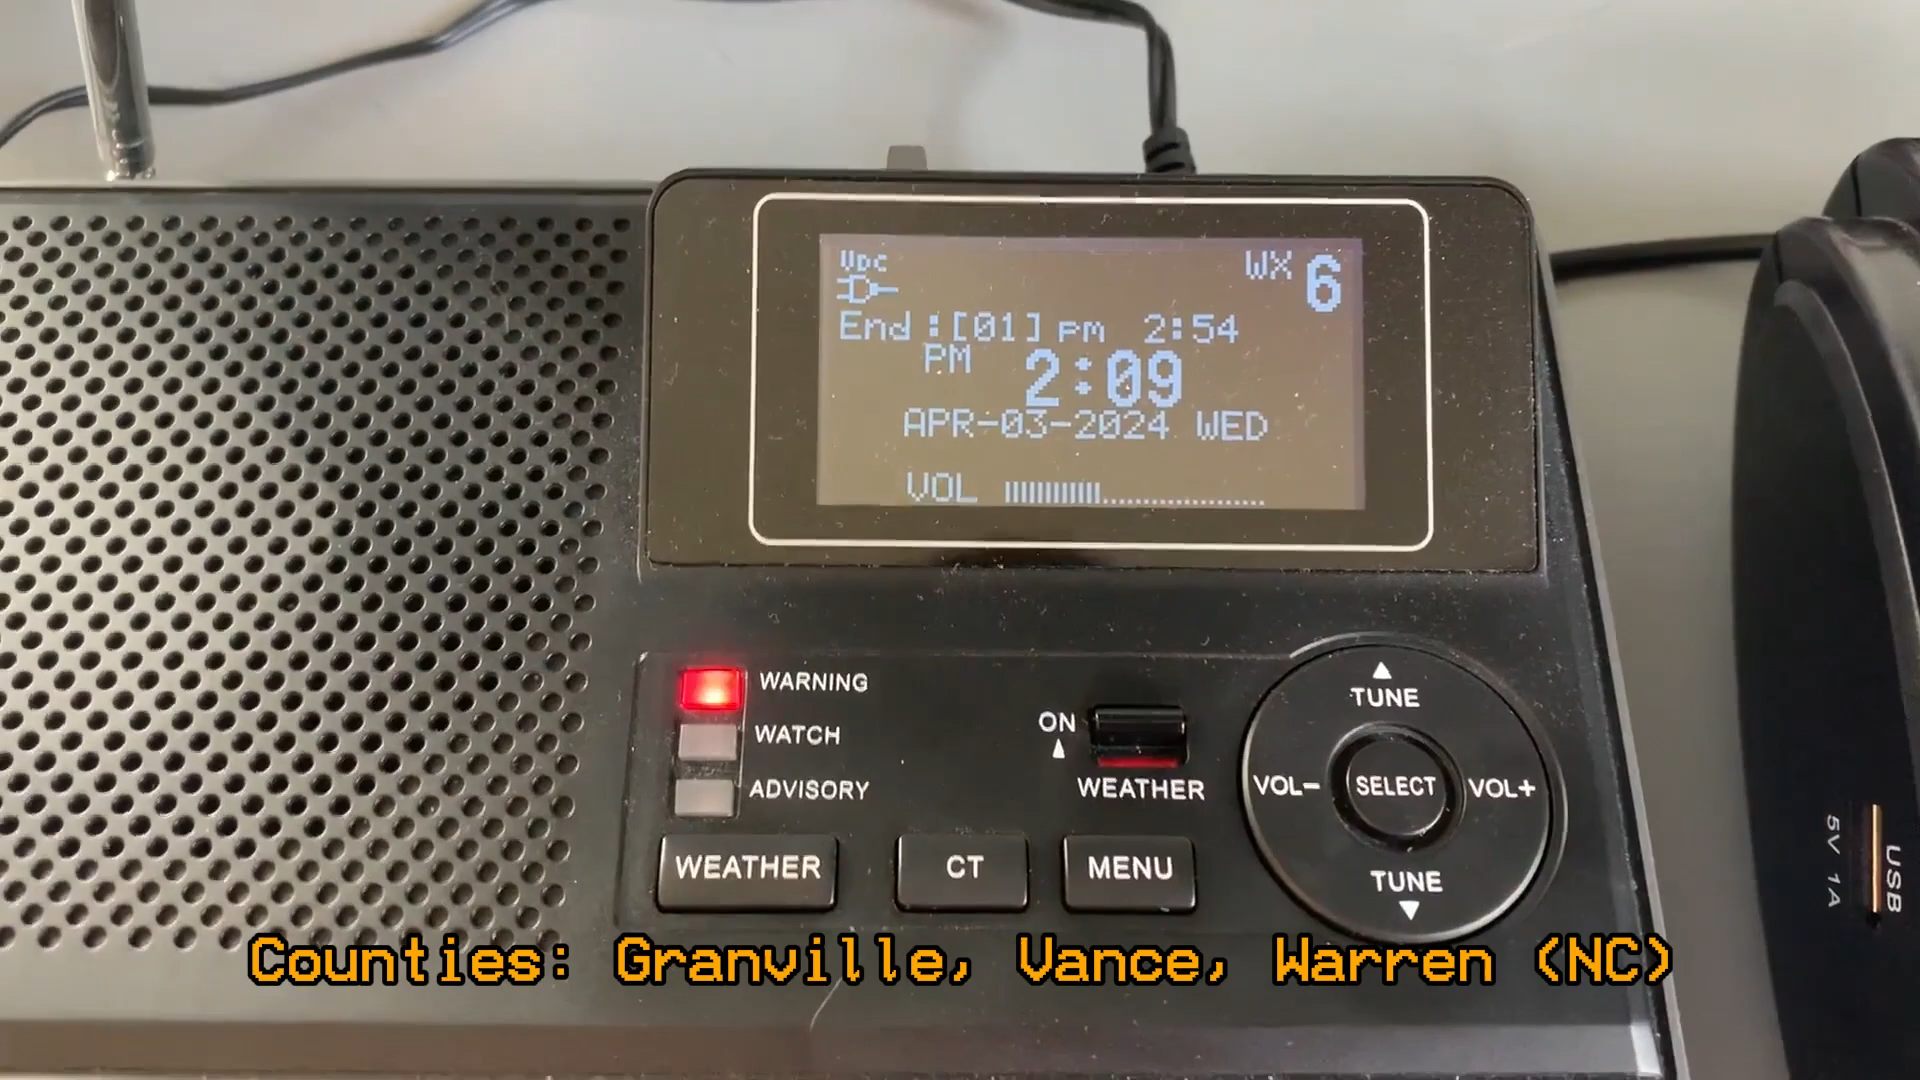 Vpc
WX 6
End :[01] pm 2:54
PM 2:09
APR-03-2024 WED
VOL
WARNING
WATCH
ADVISORY
ON
▲
WEATHER
▲
TUNE
VOL-
SELECT
VOL+
TUNE
▼
WEATHER
CT
MENU
USB
5V 1A
Counties: Granville, Vance, Warren (NC)